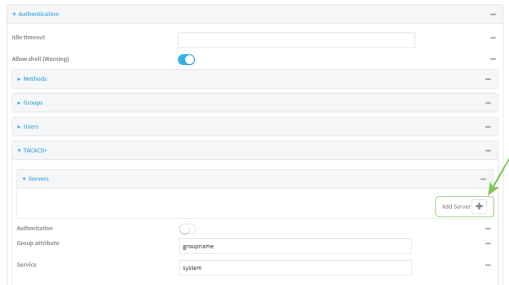 Authentication
Idle timeout
Allow shell (Warning)
Methods
Groups
Users
TACACS+
Servers
Add Server
Authoritative
Group attribute groupname
Service system